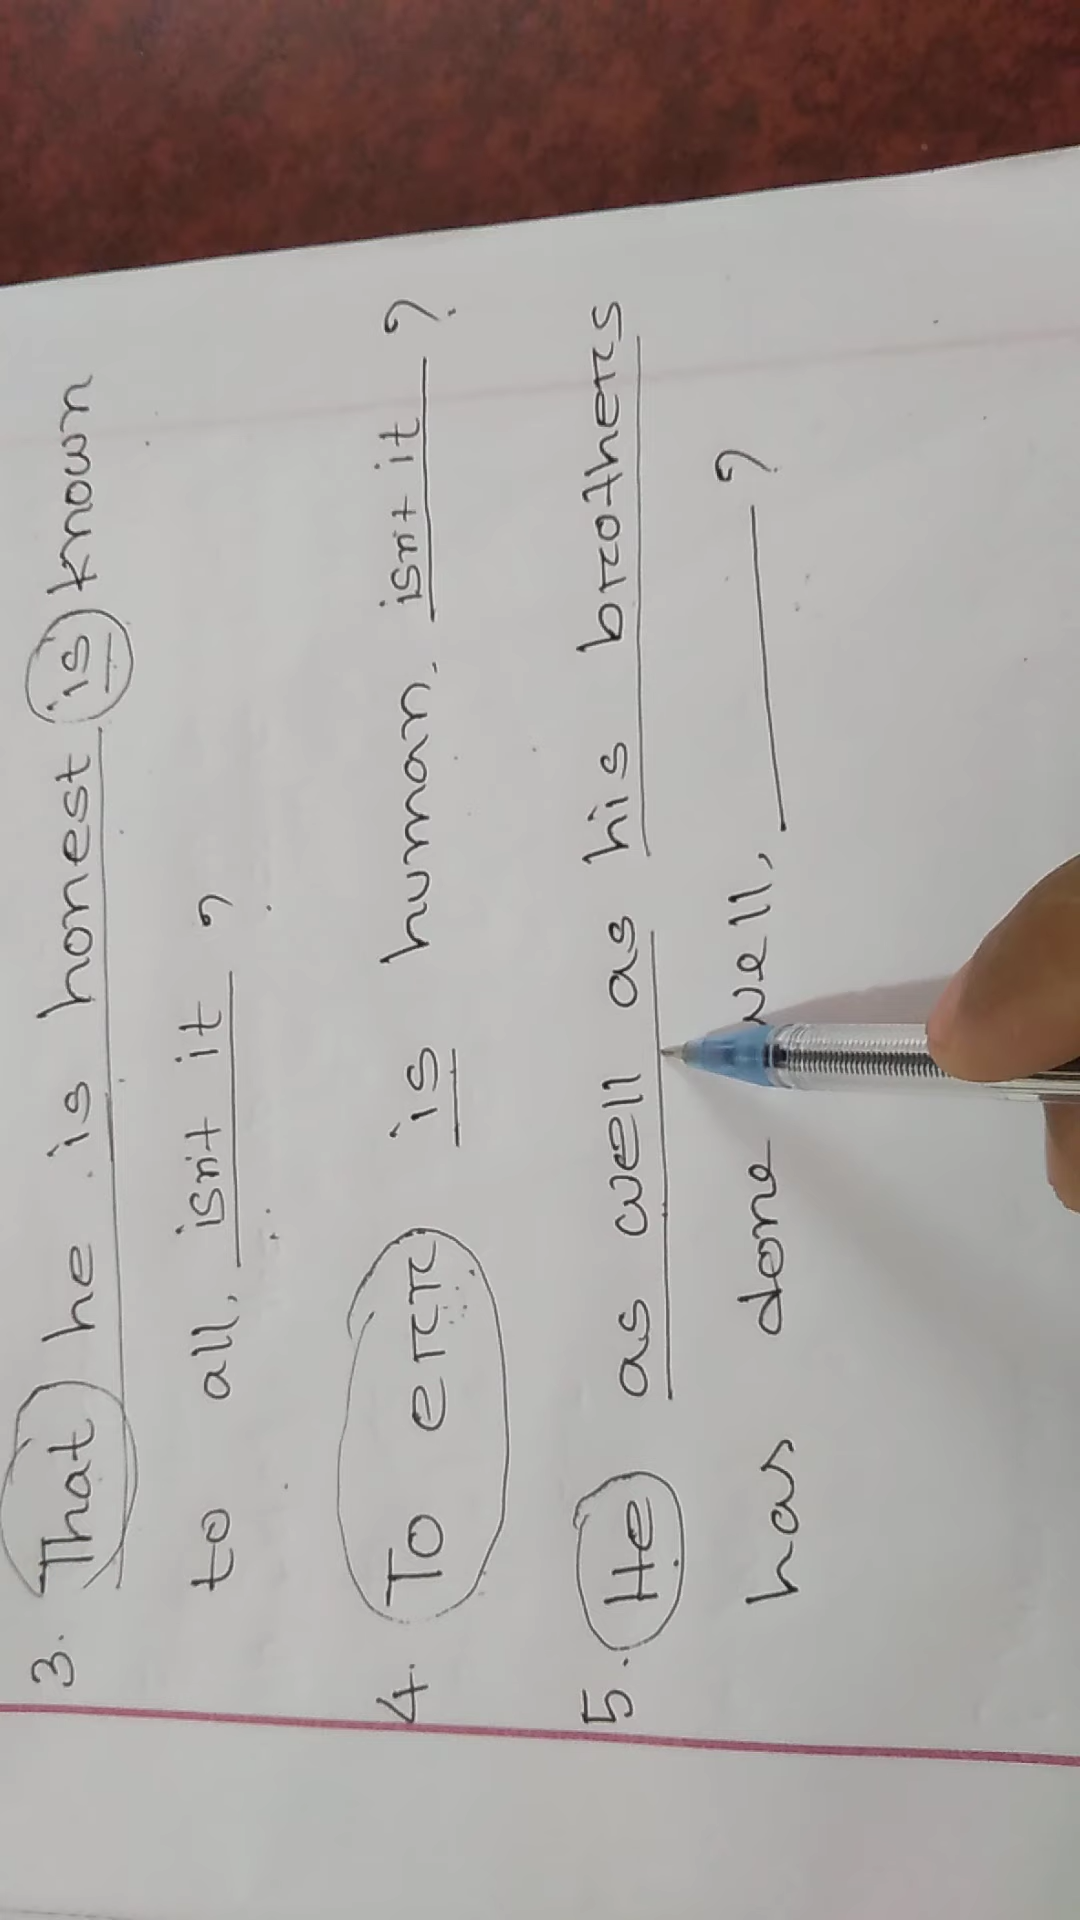 3. That he is honest is known
to all, isn't it ?
4. To err is human, isn't it ?
5. He as well as his brothers
has done well, ______ ?